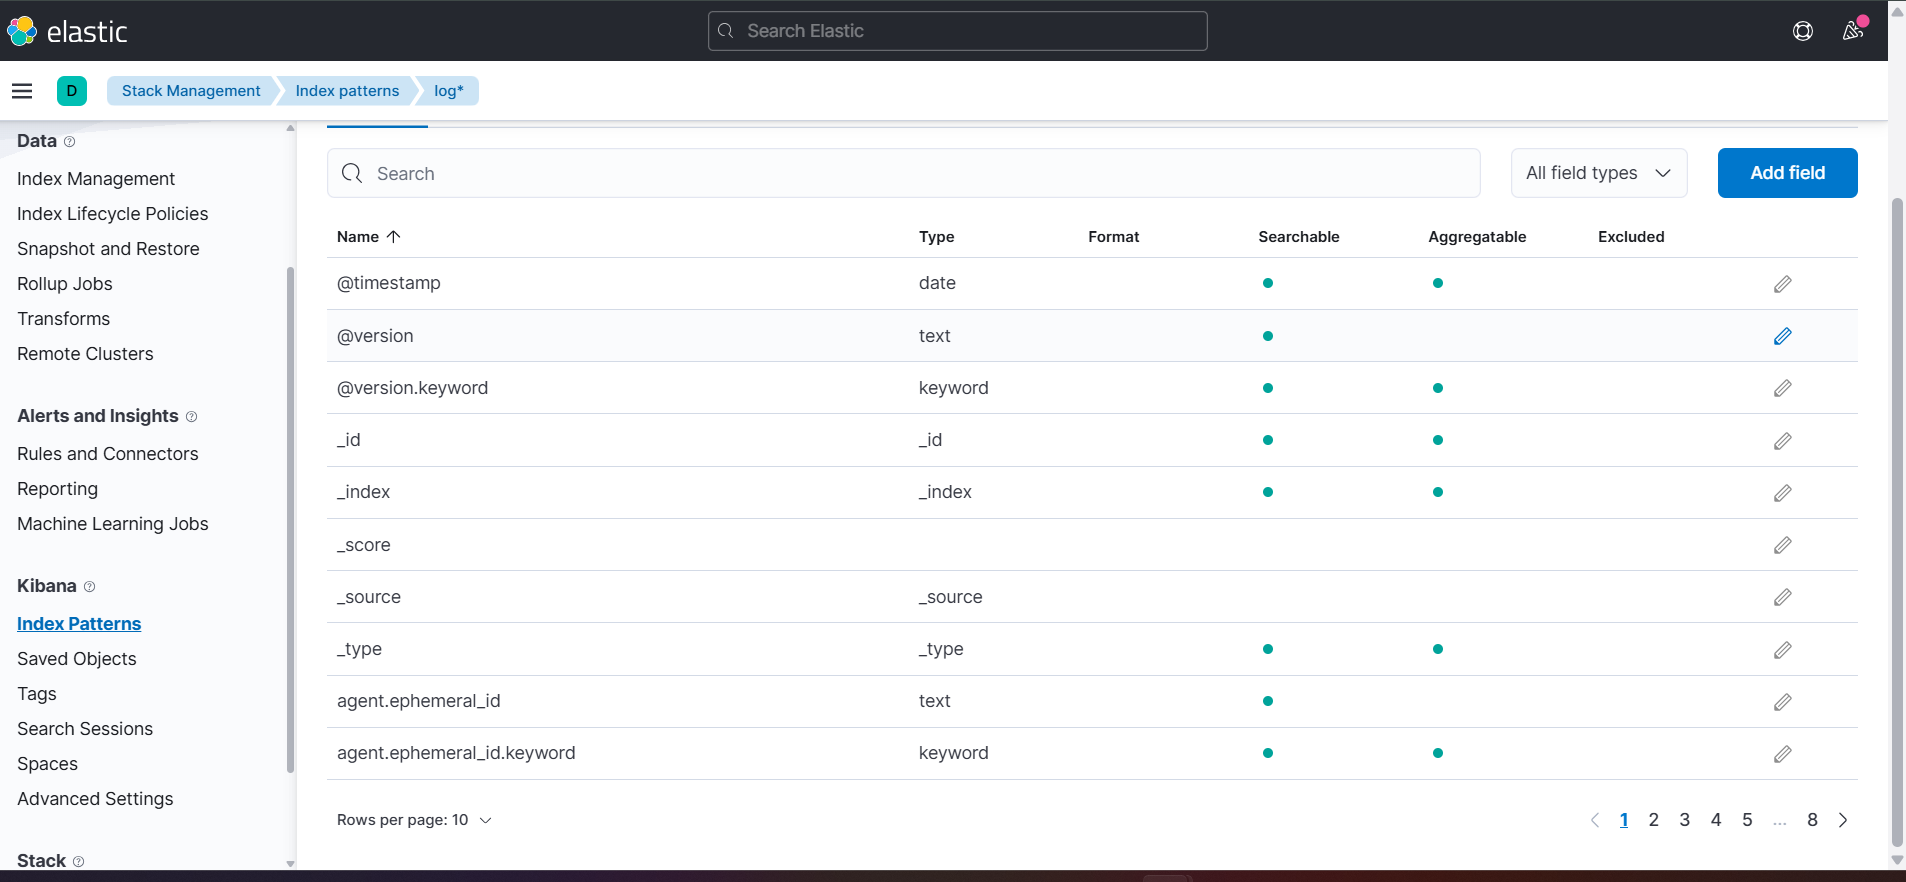 elastic
Search Elastic
D
Stack Management
Index patterns
log*
Data
Index Management
Index Lifecycle Policies
Snapshot and Restore
Rollup Jobs
Transforms
Remote Clusters
Alerts and Insights
Rules and Connectors
Reporting
Machine Learning Jobs
Kibana
Index Patterns
Saved Objects
Tags
Search Sessions
Spaces
Advanced Settings
Stack
Search
All field types
Add field
Name Type Format Searchable Aggregatable Excluded
@timestamp date
@version text
@version.keyword keyword
_id _id
_index _index
_score
_source _source
_type _type
agent.ephemeral_id text
agent.ephemeral_id.keyword keyword
Rows per page: 10
1 2 3 4 5 ... 8